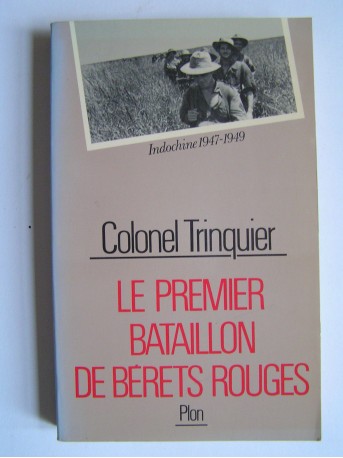 Indochine 1947-1949
Colonel Trinquier
LE PREMIER
BATAILLON
DE BÉRETS ROUGES
Plon